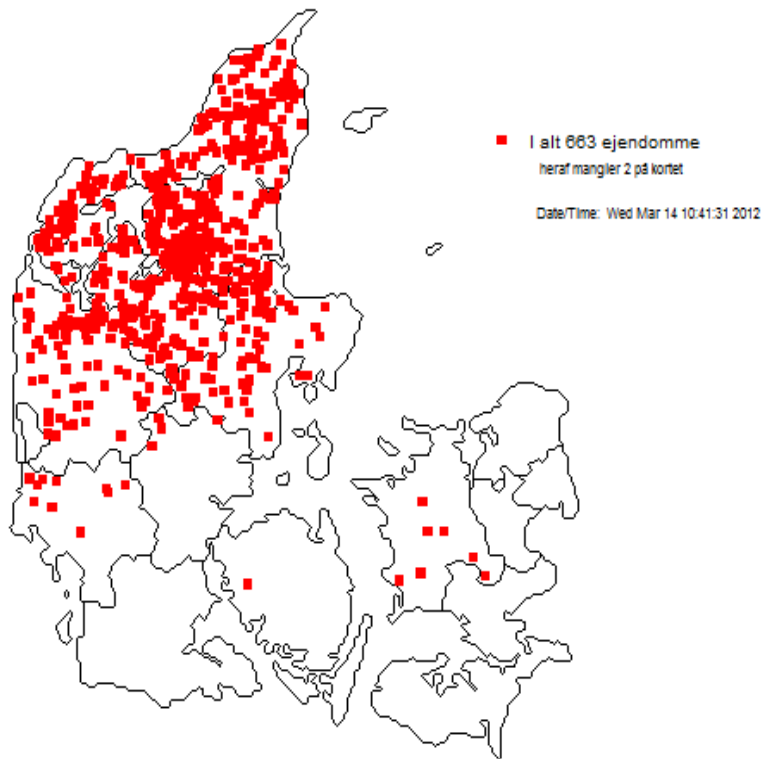 I alt 663 ejendomme
heraf mangler 2 på kortet
Date/Time: Wed Mar 14 10:41:31 2012